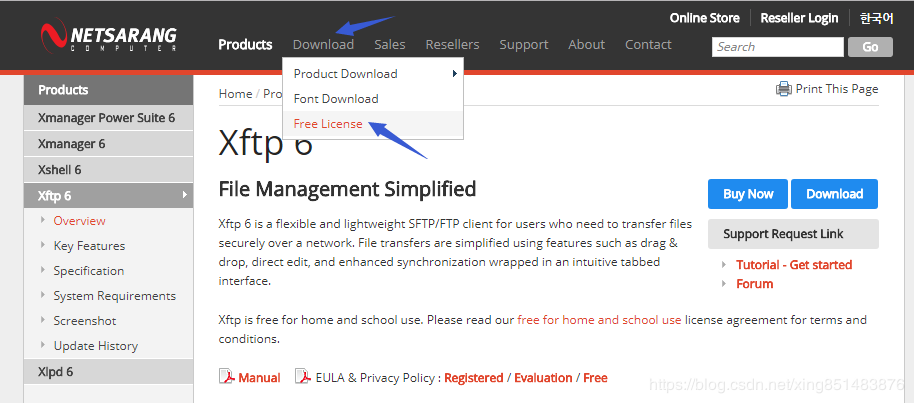 NETSARANG
COMPUTER
Online Store
Reseller Login
한국어
Products
Download
Sales
Resellers
Support
About
Contact
Search
Go
Product Download
Font Download
Free License
Products
Xmanager Power Suite 6
Xmanager 6
Xshell 6
Xftp 6
Overview
Key Features
Specification
System Requirements
Screenshot
Update History
Xlpd 6
Home / Pro
Print This Page
Xftp 6
File Management Simplified
Xftp 6 is a flexible and lightweight SFTP/FTP client for users who need to transfer files
securely over a network. File transfers are simplified using features such as drag &
drop, direct edit, and enhanced synchronization wrapped in an intuitive tabbed
interface.
Xftp is free for home and school use. Please read our free for home and school use license agreement for terms and
conditions.
Manual
EULA & Privacy Policy : Registered / Evaluation / Free
Buy Now
Download
Support Request Link
Tutorial - Get started
Forum
https://blog.csdn.net/xing851483876